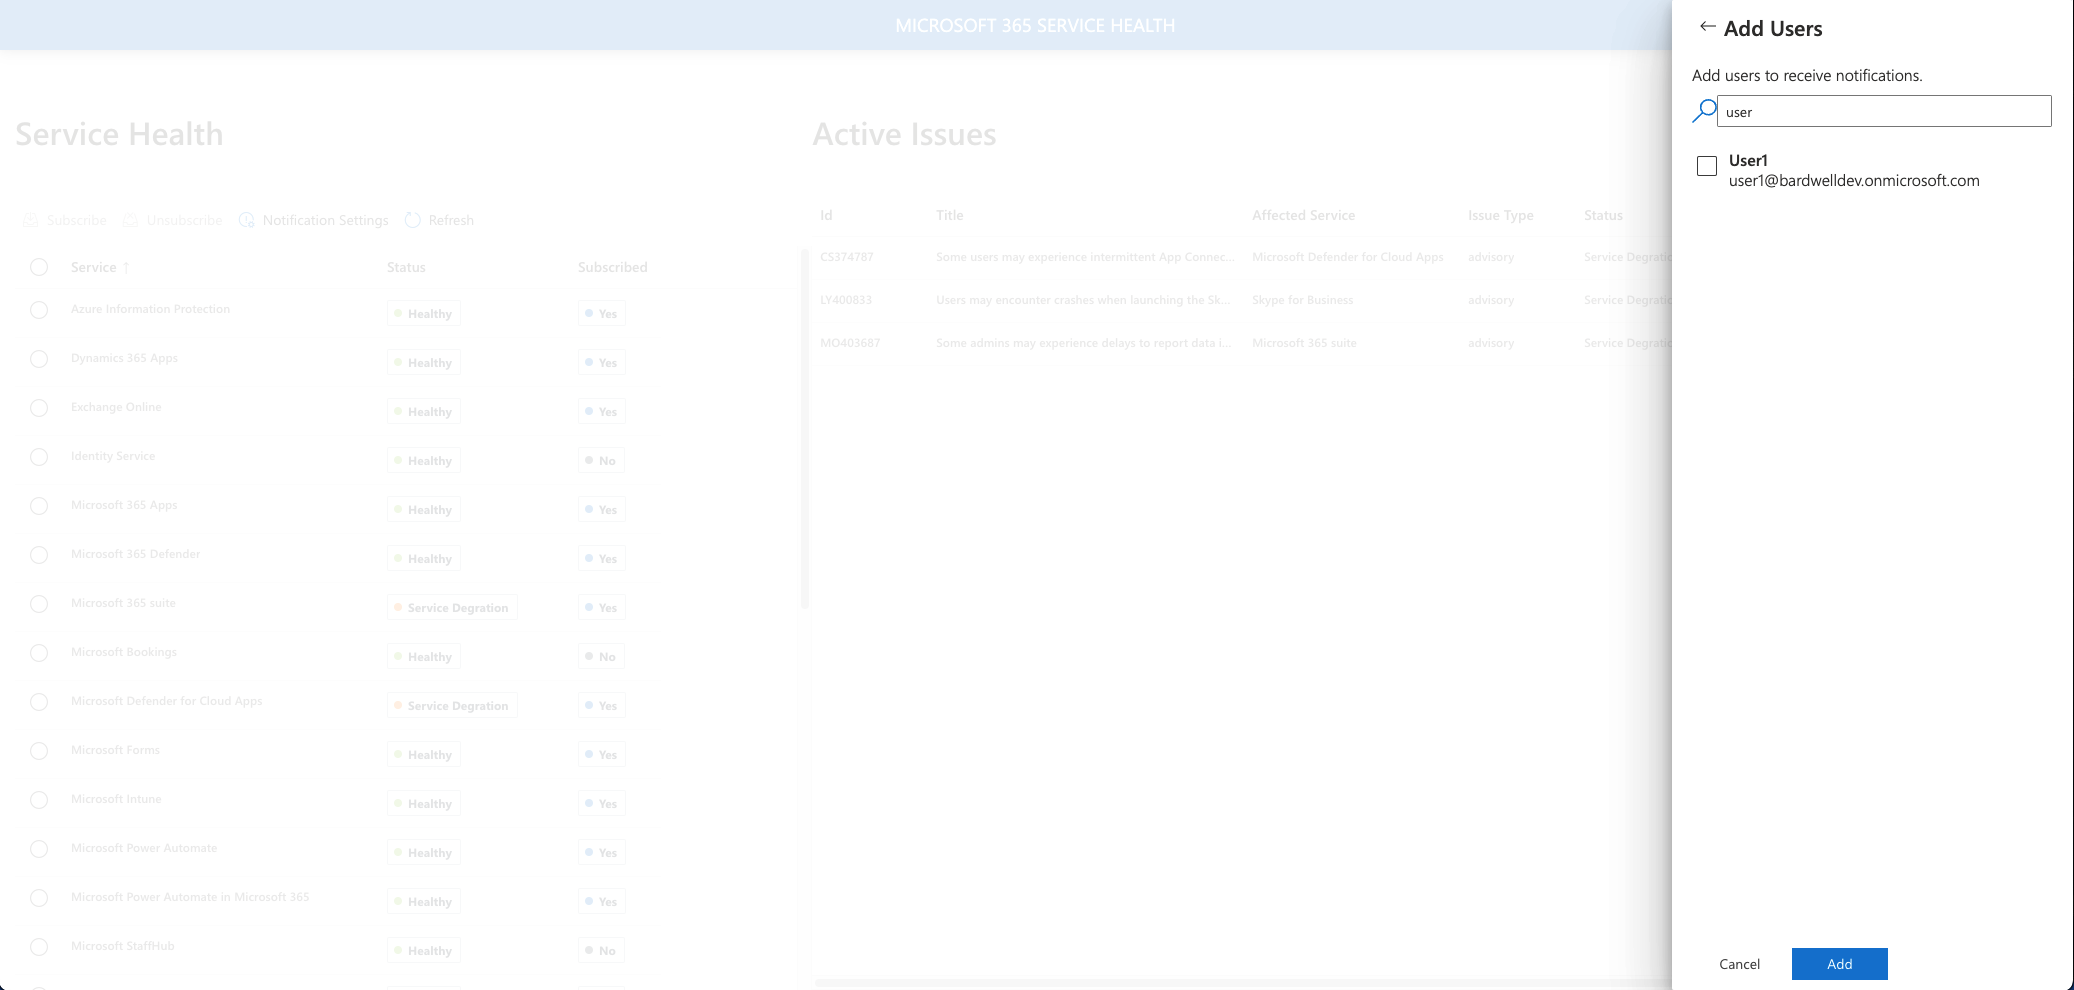 MICROSOFT 365 SERVICE HEALTH
Service Health
Subscribe Unsubscribe Notification Settings Refresh
Service ↑ Status Subscribed
Azure Information Protection Healthy Yes
Dynamics 365 Apps Healthy Yes
Exchange Online Healthy Yes
Identity Service Healthy No
Microsoft 365 Apps Healthy Yes
Microsoft 365 Defender Healthy Yes
Microsoft 365 suite Service Degration Yes
Microsoft Bookings Healthy No
Microsoft Defender for Cloud Apps Service Degration Yes
Microsoft Forms Healthy Yes
Microsoft Intune Healthy Yes
Microsoft Power Automate Healthy Yes
Microsoft Power Automate in Microsoft 365 Healthy Yes
Microsoft StaffHub Healthy No
Active Issues
Id Title Affected Service Issue Type Status
CS374787 Some users may experience intermittent App Connec... Microsoft Defender for Cloud Apps advisory Service Degratic
LY400833 Users may encounter crashes when launching the Sk... Skype for Business advisory Service Degratic
MO403687 Some admins may experience delays to report data i... Microsoft 365 suite advisory Service Degratic
← Add Users
Add users to receive notifications.
user
User1
user1@bardwelldev.onmicrosoft.com
Cancel Add